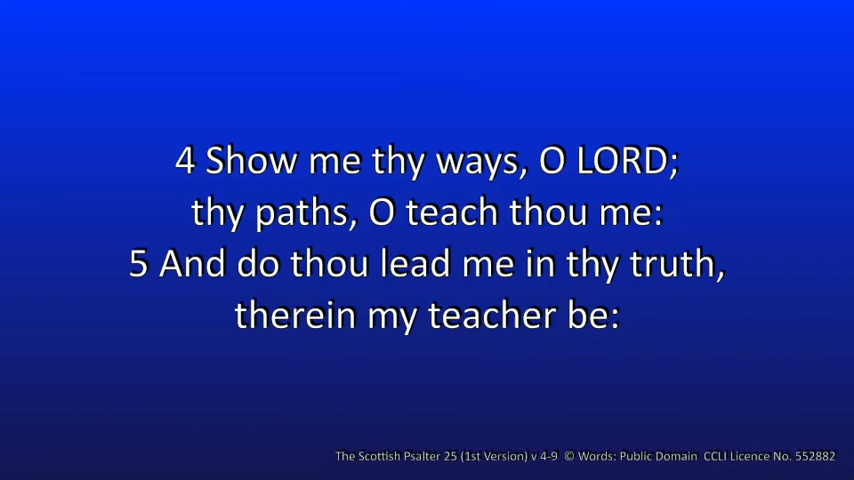 4 Show me thy ways, O LORD;
thy paths, O teach thou me:
5 And do thou lead me in thy truth,
therein my teacher be:
The Scottish Psalter 25 (1st Version) v 4-9 © Words: Public Domain CCLI Licence No. 552882